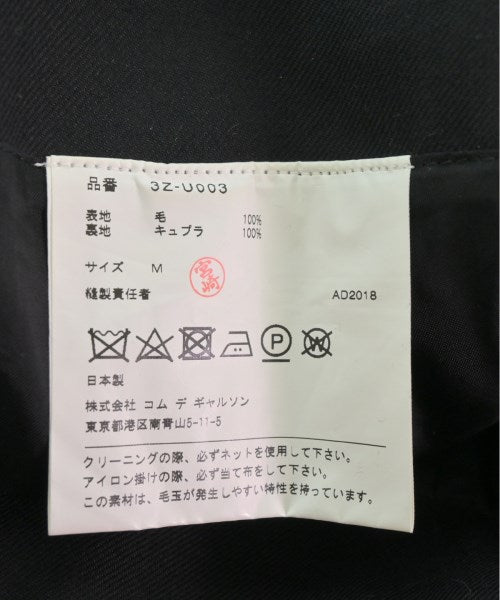 品番 3Z-U003
表地 毛 100%
裏地 キュプラ 100%
サイズ M
宮崎
縫製責任者 AD2018
P W
日本製
株式会社 コム デ ギャルソン
東京都港区南青山5-11-5
クリーニングの際、必ずネットを使用して下さい。
アイロン掛けの際、必ず当て布をして下さい。
この素材は、毛玉が発生しやすい特性を持っています。